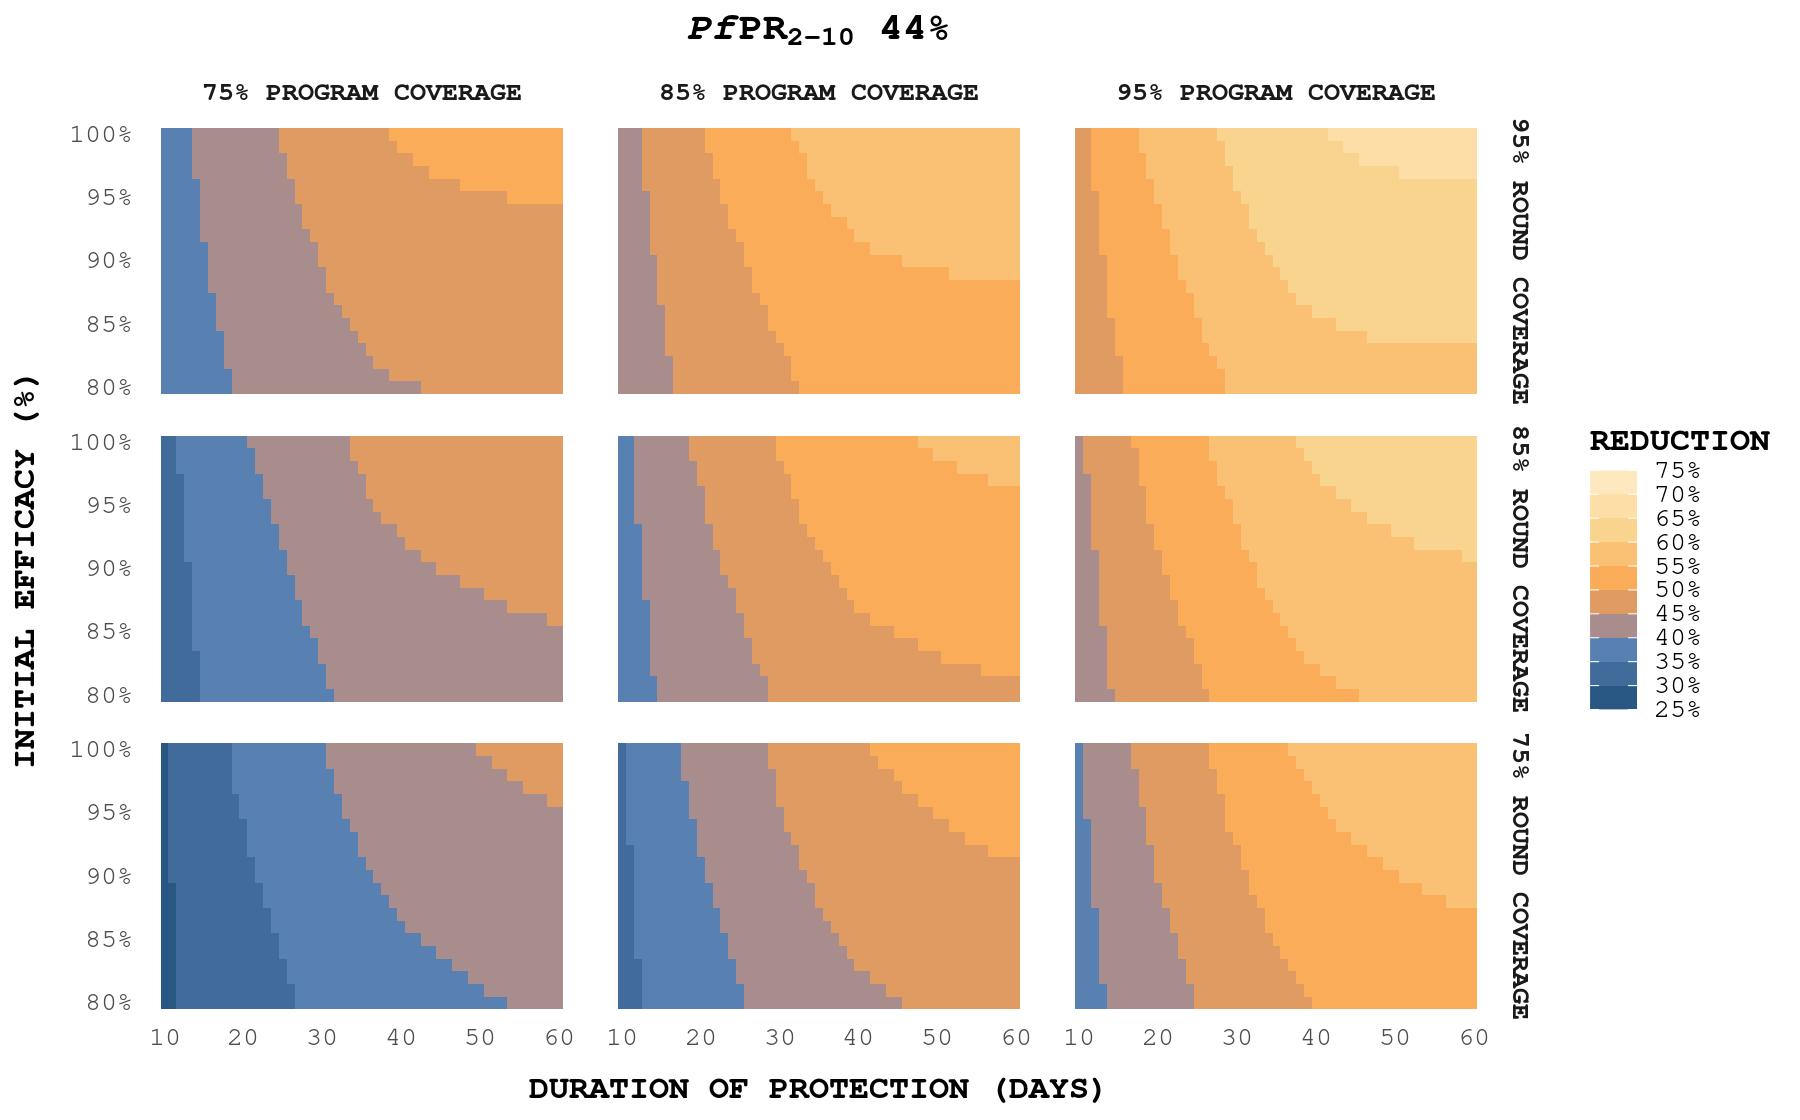 PfPR2–10 44%
75% PROGRAM COVERAGE
85% PROGRAM COVERAGE
95% PROGRAM COVERAGE
INITIAL EFFICACY (%)
100%
95%
90%
85%
80%
95% ROUND COVERAGE
100%
95%
90%
85%
80%
85% ROUND COVERAGE
100%
95%
90%
85%
80%
75% ROUND COVERAGE
10 20 30 40 50 60
10 20 30 40 50 60
10 20 30 40 50 60
DURATION OF PROTECTION (DAYS)
REDUCTION
75%
70%
65%
60%
55%
50%
45%
40%
35%
30%
25%